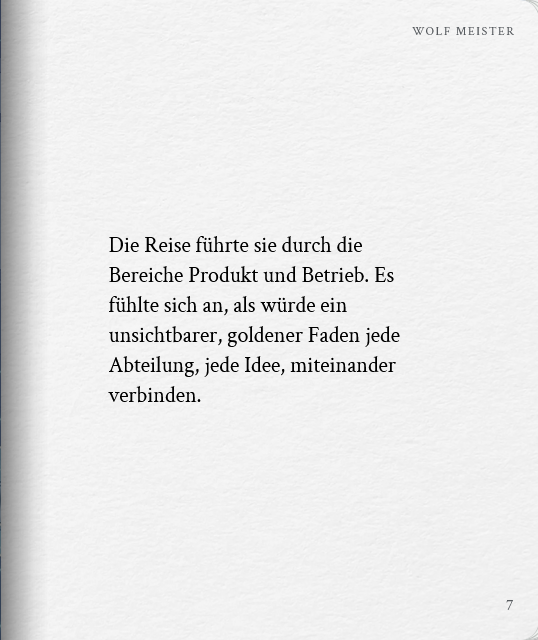 WOLF MEISTER
Die Reise führte sie durch die
Bereiche Produkt und Betrieb. Es
fühlte sich an, als würde ein
unsichtbarer, goldener Faden jede
Abteilung, jede Idee, miteinander
verbinden.
7